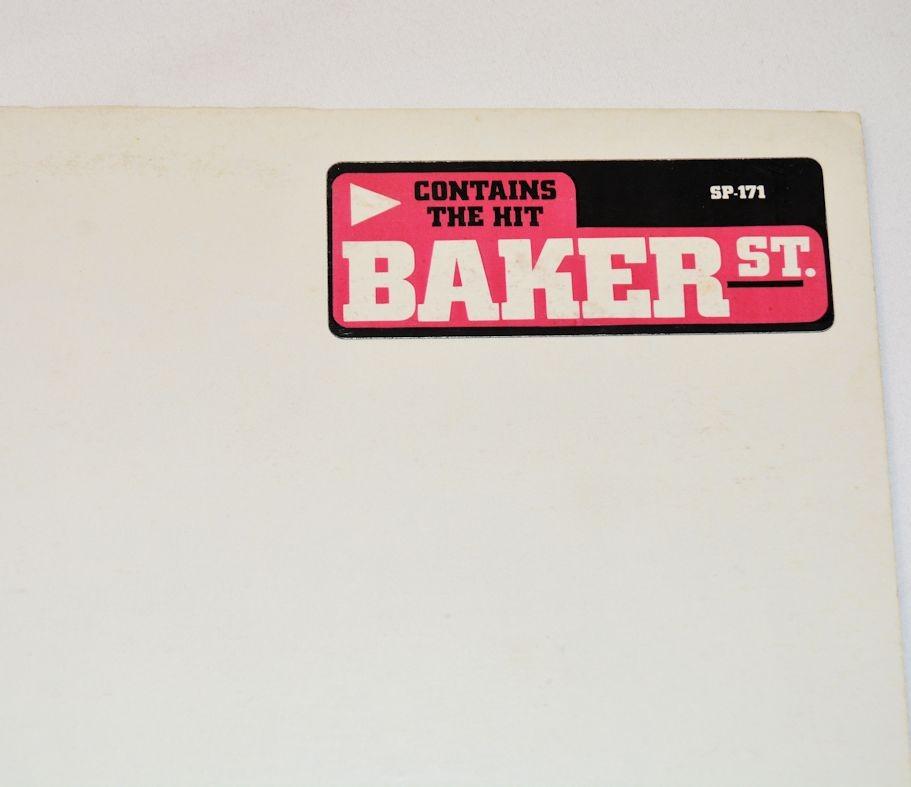 CONTAINS
THE HIT
SP-171
BAKER ST.